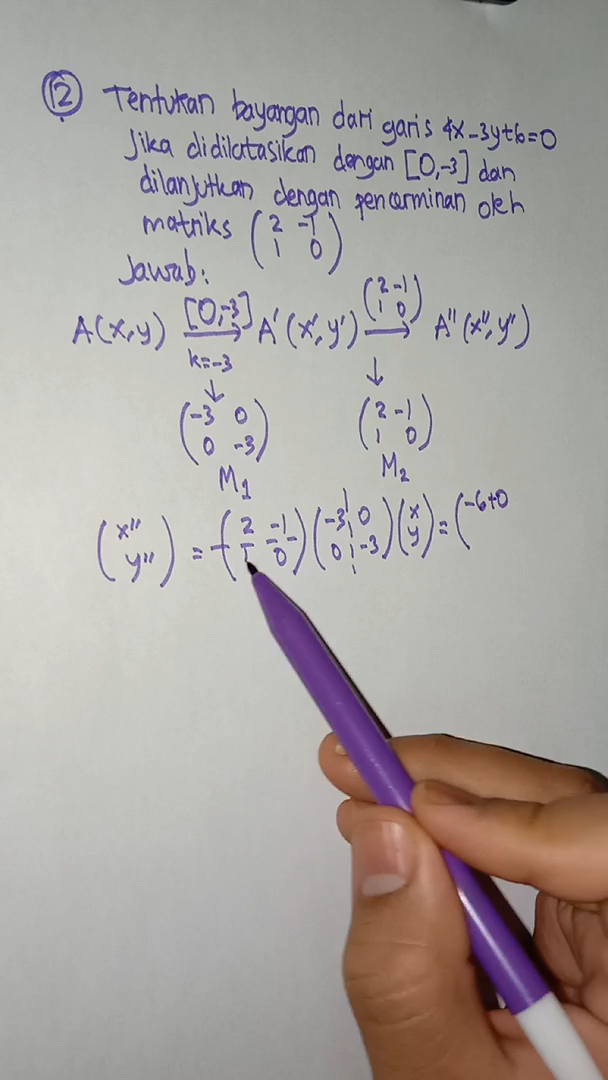 12 Tentukan bayangan dari garis 4x-3y+6=0
Jika didilatasikan dengan [0,-3] dan
dilanjutkan dengan pencerminan oleh
matriks (2 -1
1 0)
Jawab:
A(x,y) [0,-3] → A'(x',y') (2 -1
1 0) → A''(x'',y'')
k=-3
↓ ↓
(-3 0
0 -3) (2 -1
1 0)
M1 M2
(x''
y'') = (2 -1
1 0)(-3 0
0 -3)(x
y) = (-6+0